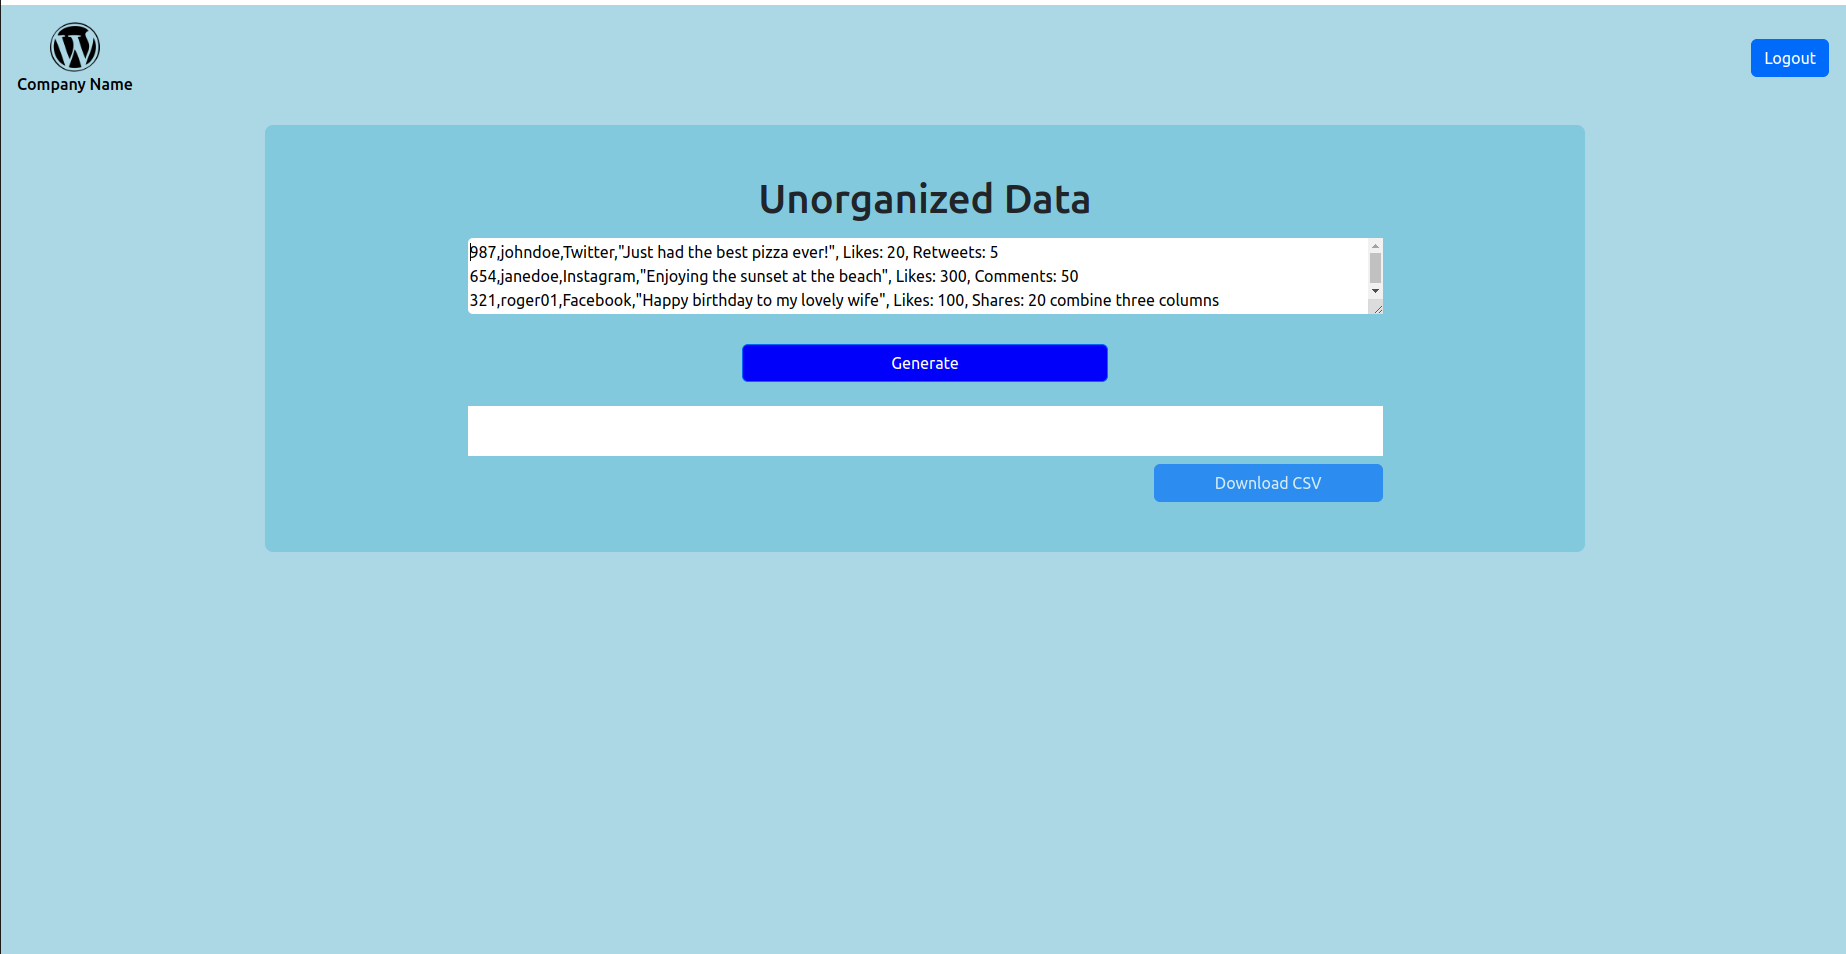 Company Name
Logout
Unorganized Data
987,johndoe,Twitter,"Just had the best pizza ever!", Likes: 20, Retweets: 5
654,janedoe,Instagram,"Enjoying the sunset at the beach", Likes: 300, Comments: 50
321,roger01,Facebook,"Happy birthday to my lovely wife", Likes: 100, Shares: 20 combine three columns
Generate
Download CSV